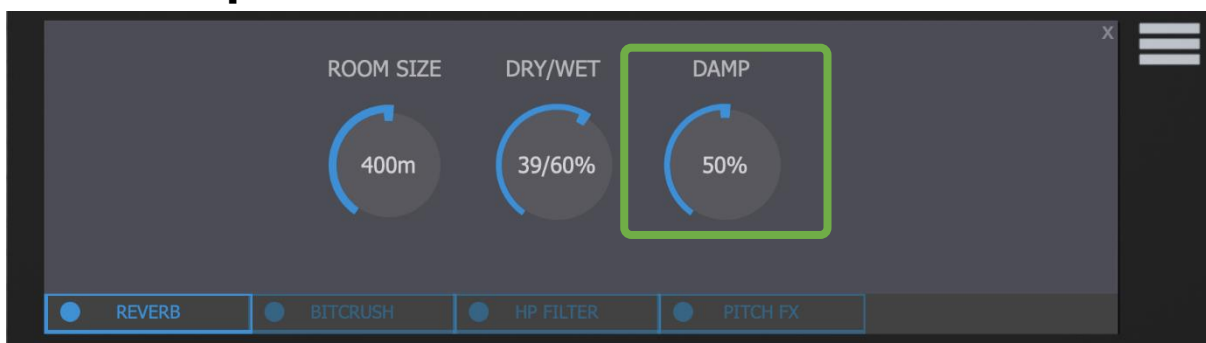 X
ROOM SIZE DRY/WET DAMP
400m 39/60% 50%
REVERB BITCRUSH HP FILTER PITCH FX